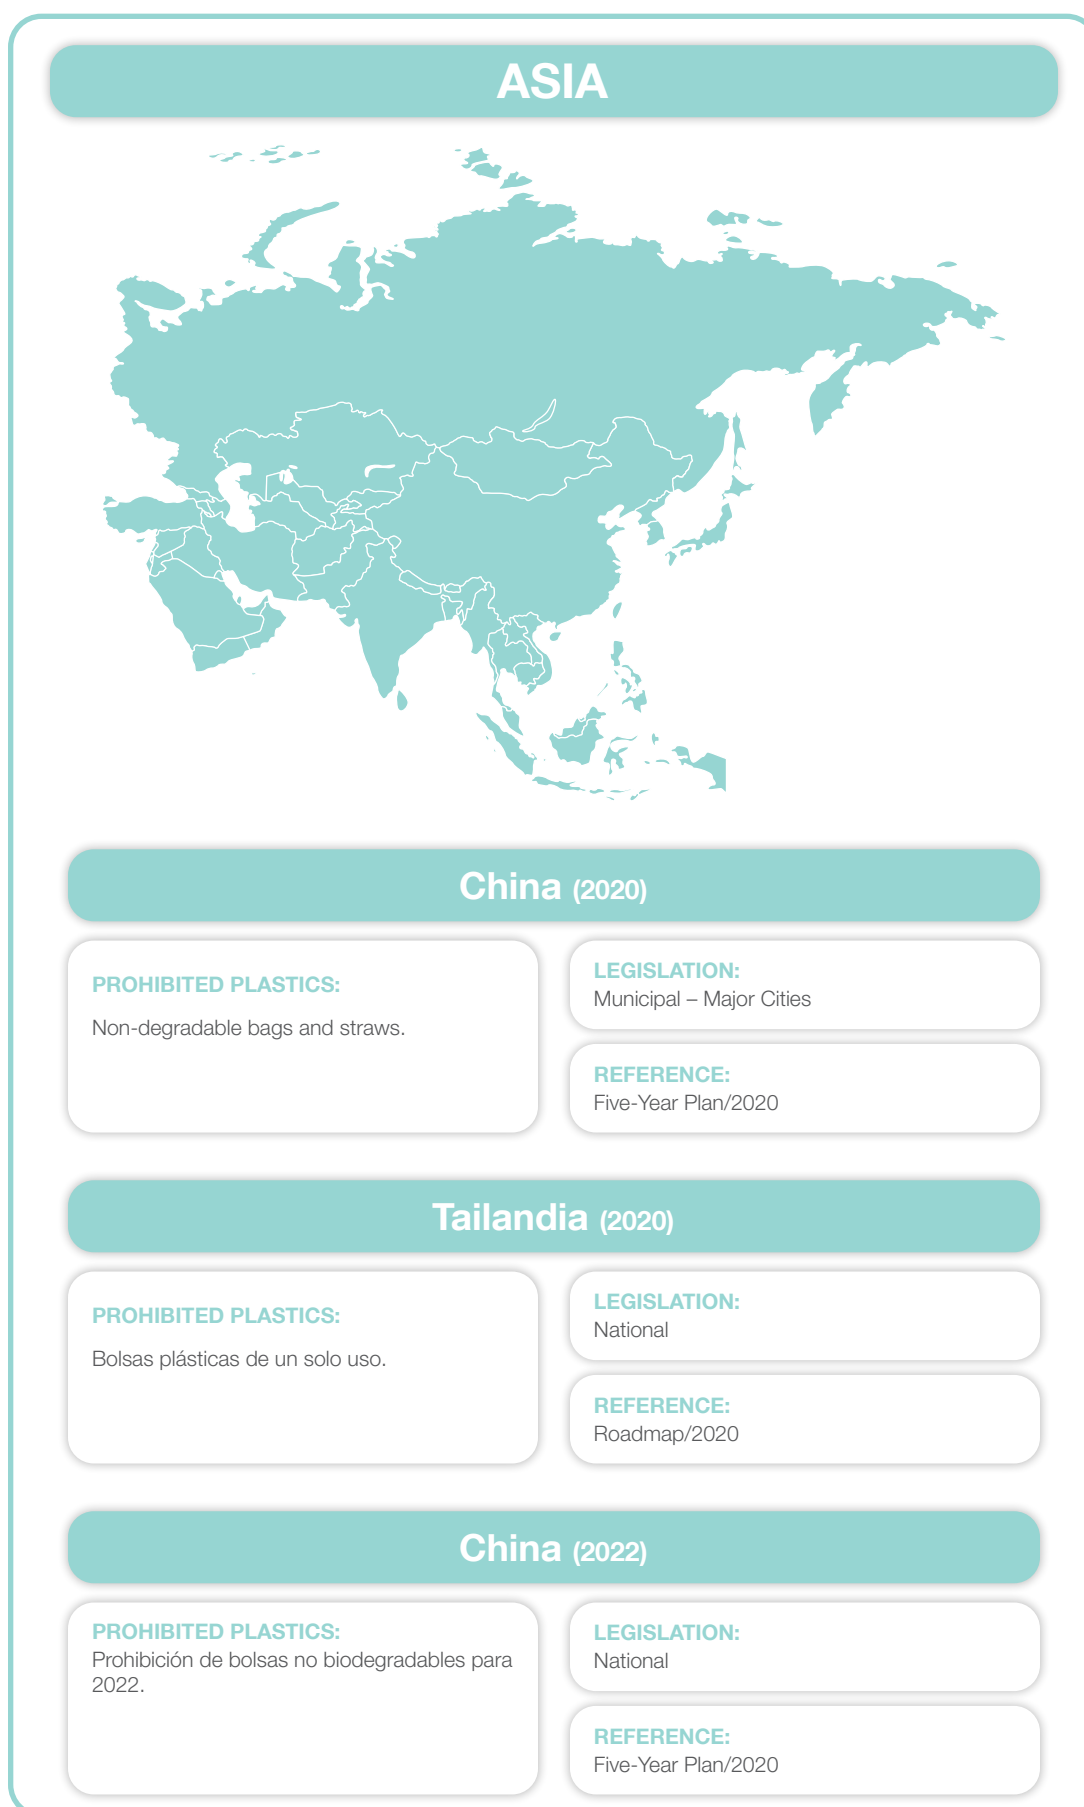 ASIA
China (2020)
PROHIBITED PLASTICS:
Non-degradable bags and straws.
LEGISLATION:
Municipal – Major Cities
REFERENCE:
Five-Year Plan/2020
Tailandia (2020)
PROHIBITED PLASTICS:
Bolsas plásticas de un solo uso.
LEGISLATION:
National
REFERENCE:
Roadmap/2020
China (2022)
PROHIBITED PLASTICS:
Prohibición de bolsas no biodegradables para
2022.
LEGISLATION:
National
REFERENCE:
Five-Year Plan/2020